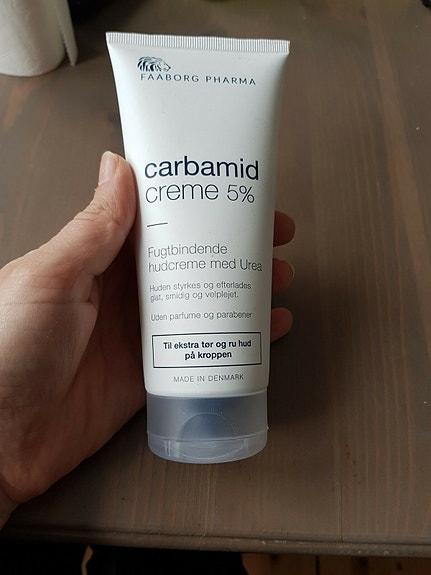 FAABORG PHARMA
carbamid
creme 5%
Fugtbindende
hudcreme med Urea
Huden styrkes og efterlades
glat, smidig og velplejet.
Uden parfume og parabener
Til ekstra tør og ru hud
på kroppen
MADE IN DENMARK